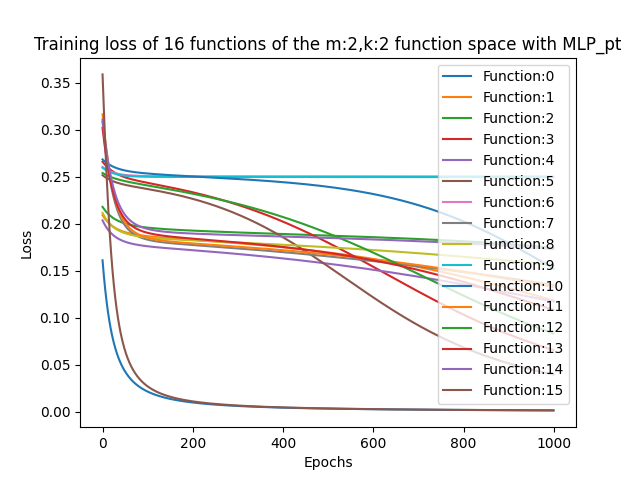 Training loss of 16 functions of the m:2,k:2 function space with MLP_pt
Loss
0.35
0.30
0.25
0.20
0.15
0.10
0.05
0.00
0
200
400
600
800
1000
Epochs
Function:0
Function:1
Function:2
Function:3
Function:4
Function:5
Function:6
Function:7
Function:8
Function:9
Function:10
Function:11
Function:12
Function:13
Function:14
Function:15